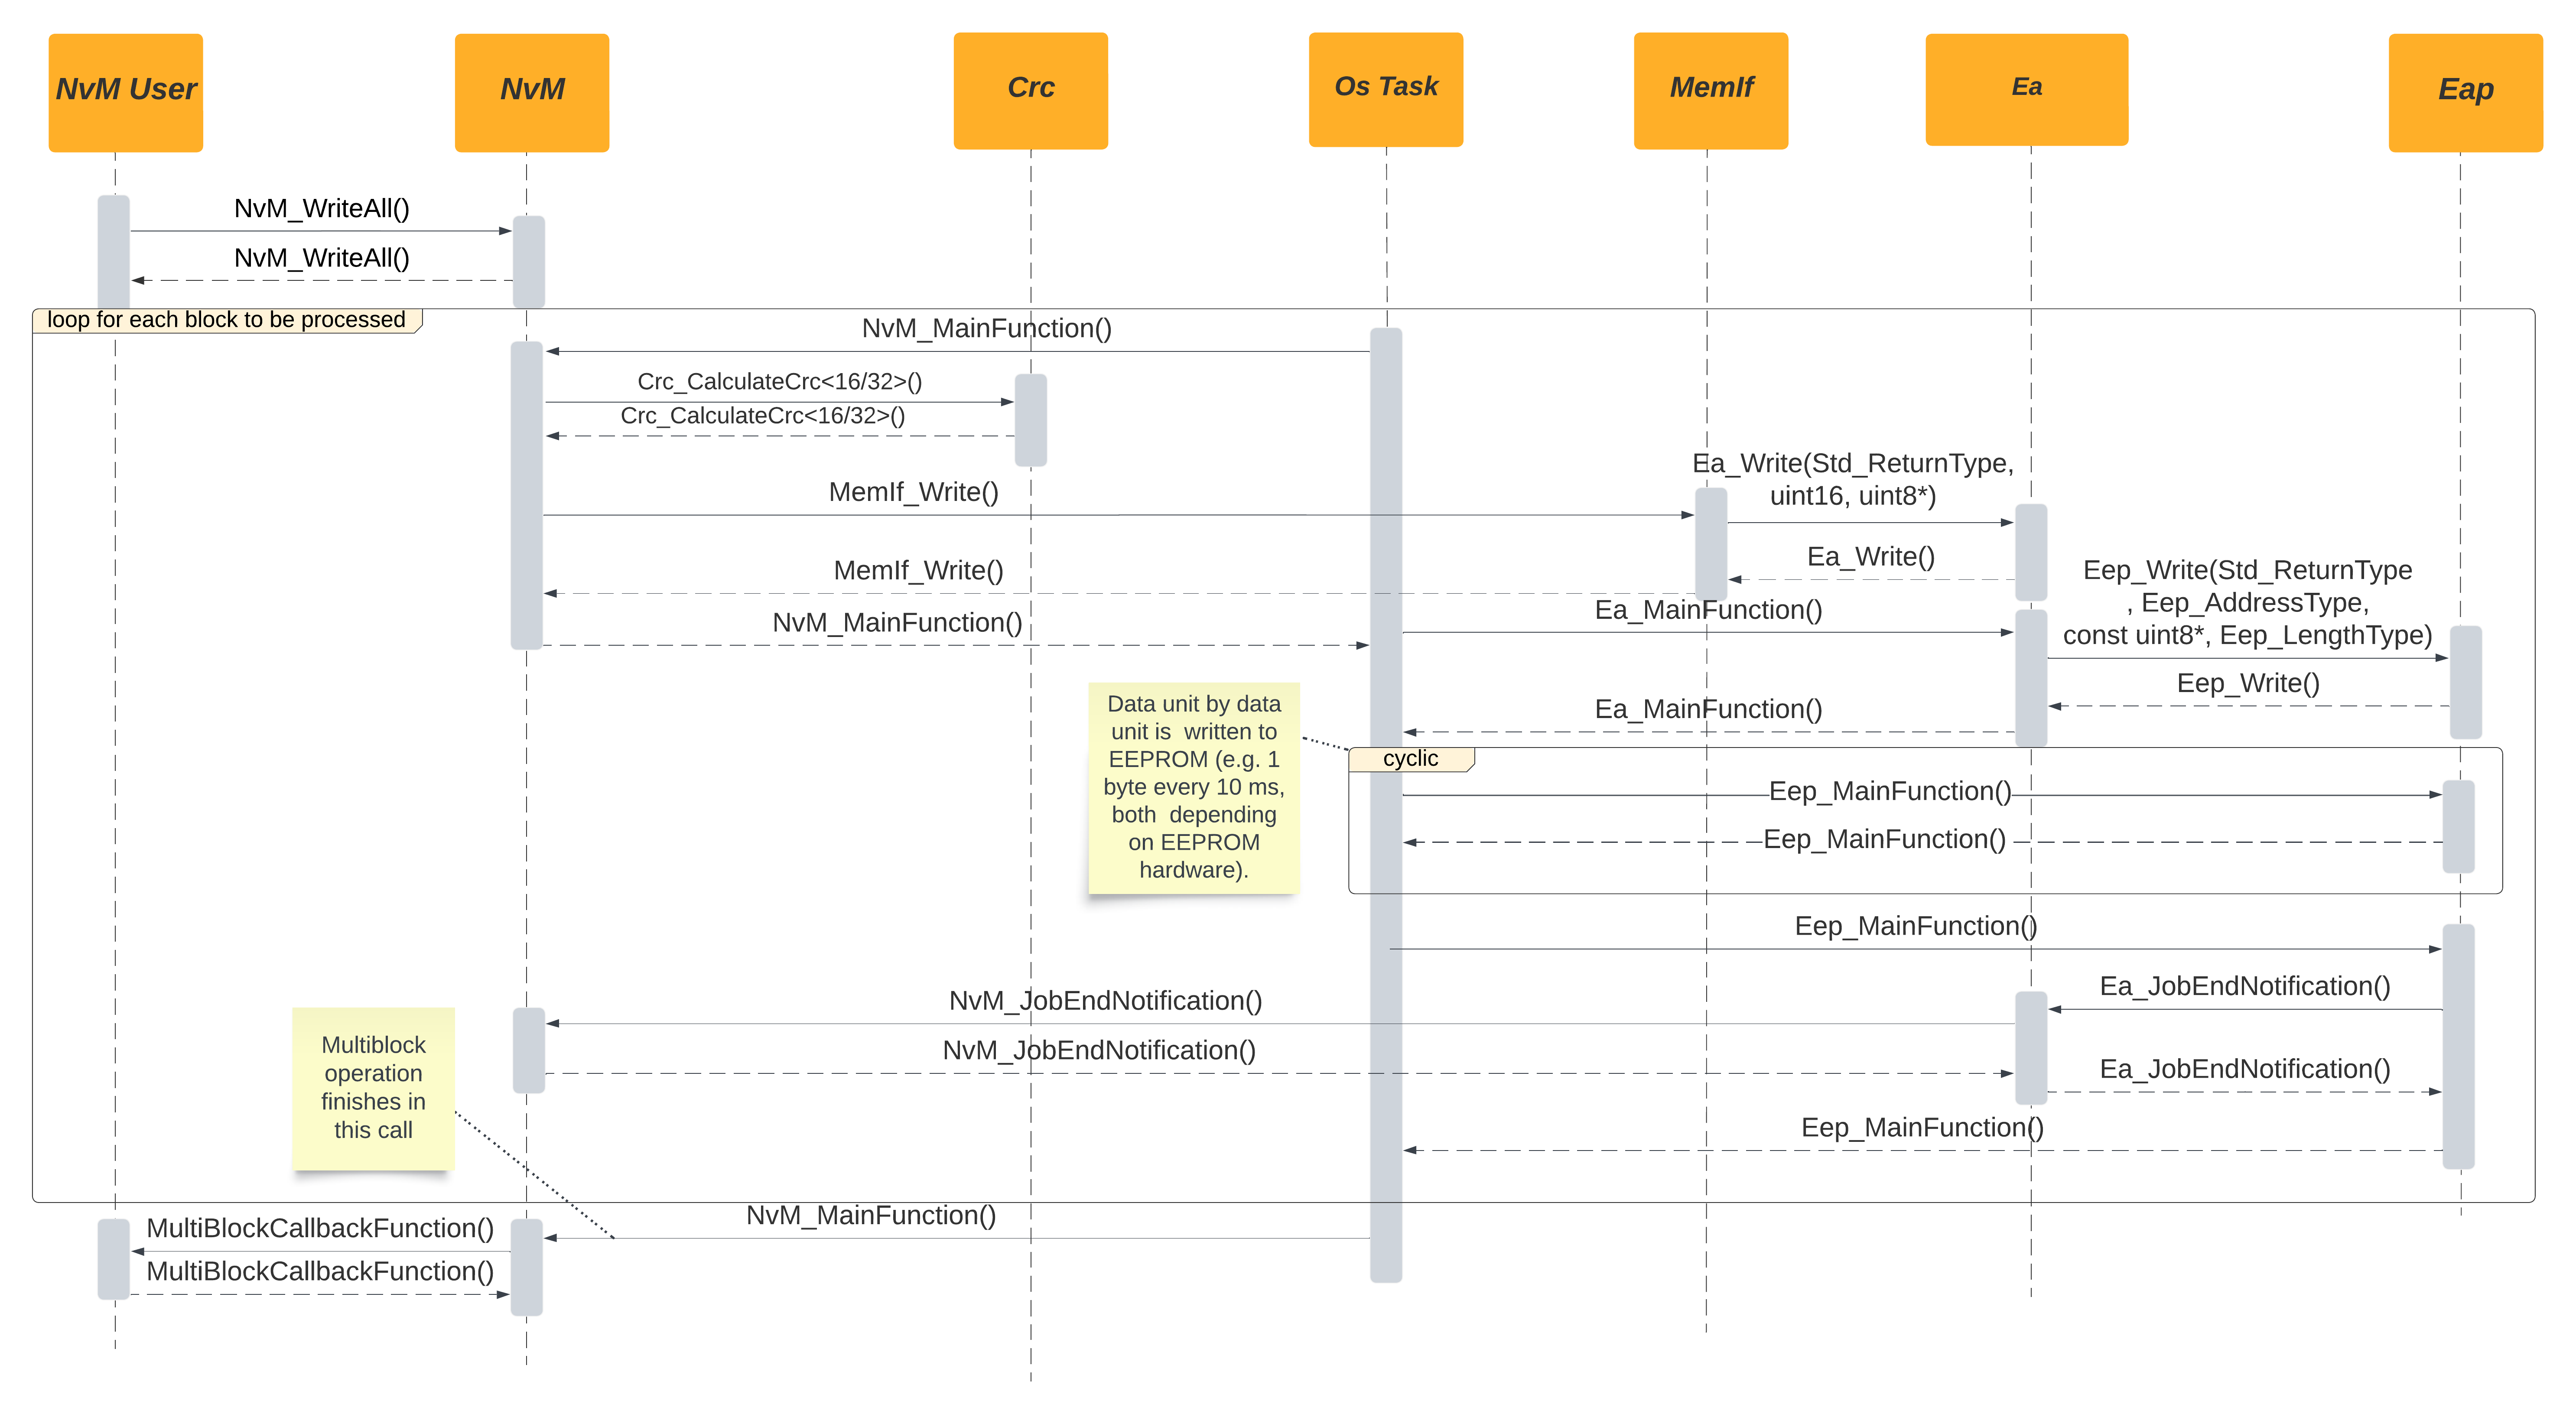 NvM User
NvM
Crc
Os Task
MemIf
Ea
Eap
NvM_WriteAll()
NvM_WriteAll()
loop for each block to be processed
NvM_MainFunction()
Crc_CalculateCrc<16/32>()
Crc_CalculateCrc<16/32>()
Ea_Write(Std_ReturnType,
uint16, uint8*)
MemIf_Write()
Ea_Write()
MemIf_Write()
Eep_Write(Std_ReturnType
, Eep_AddressType,
const uint8*, Eep_LengthType)
Ea_MainFunction()
NvM_MainFunction()
Eep_Write()
Ea_MainFunction()
Data unit by data
unit is  written to
EEPROM (e.g. 1
byte every 10 ms,
both  depending
on EEPROM
hardware).
cyclic
Eep_MainFunction()
Eep_MainFunction()
Eep_MainFunction()
Ea_JobEndNotification()
NvM_JobEndNotification()
NvM_JobEndNotification()
Ea_JobEndNotification()
Multiblock
operation
finishes in
this call
Eep_MainFunction()
NvM_MainFunction()
MultiBlockCallbackFunction()
MultiBlockCallbackFunction()